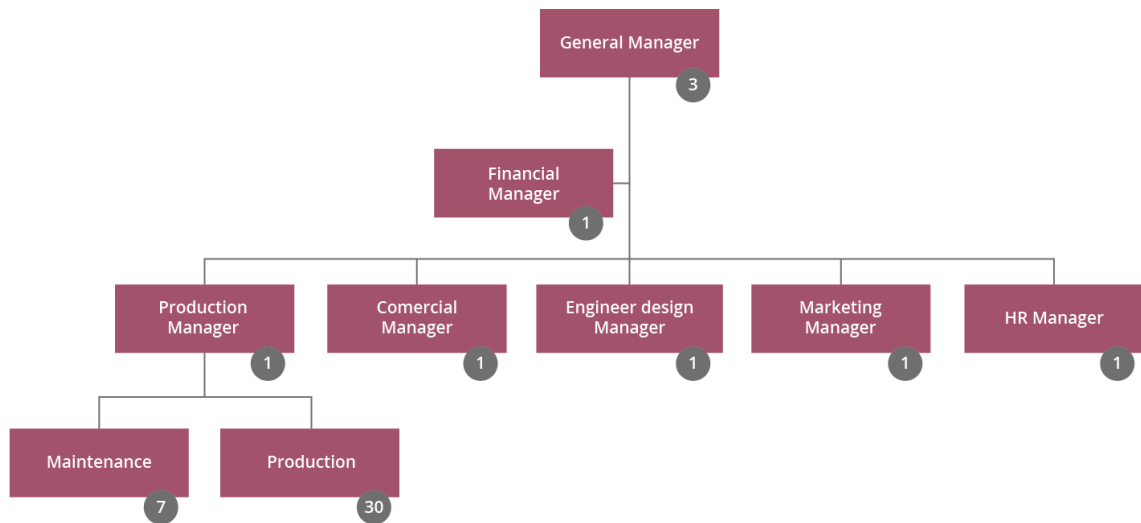 General Manager
3
Financial
Manager
1
Production
Manager
1
Comercial
Manager
1
Engineer design
Manager
1
Marketing
Manager
1
HR Manager
1
Maintenance
7
Production
30